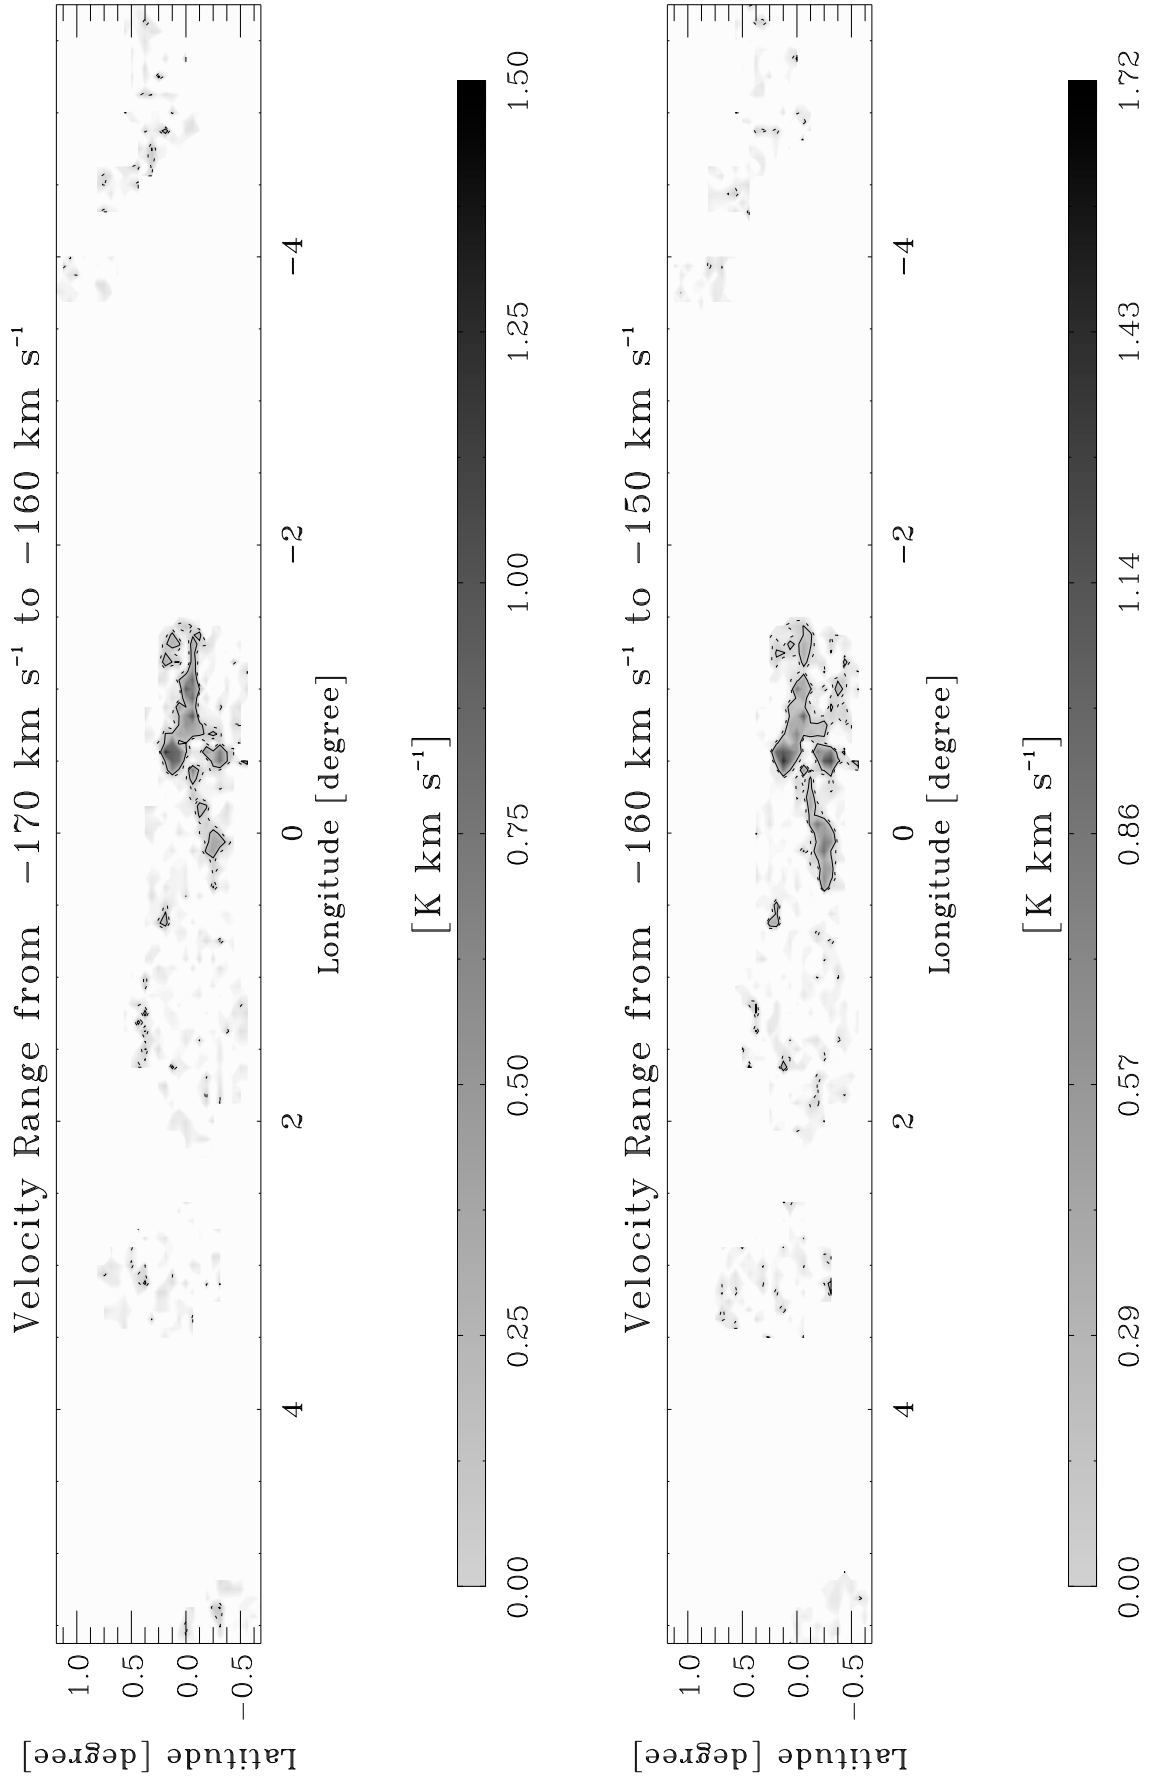 Velocity Range from −170 km s⁻¹ to −160 km s⁻¹
Latitude [degree]
1.0
0.5
0.0
−0.5
4 2 0 −2 −4
Longitude [degree]
[K km s⁻¹]
0.00 0.25 0.50 0.75 1.00 1.25 1.50
Velocity Range from −160 km s⁻¹ to −150 km s⁻¹
Latitude [degree]
1.0
0.5
0.0
−0.5
4 2 0 −2 −4
Longitude [degree]
[K km s⁻¹]
0.00 0.29 0.57 0.86 1.14 1.43 1.72